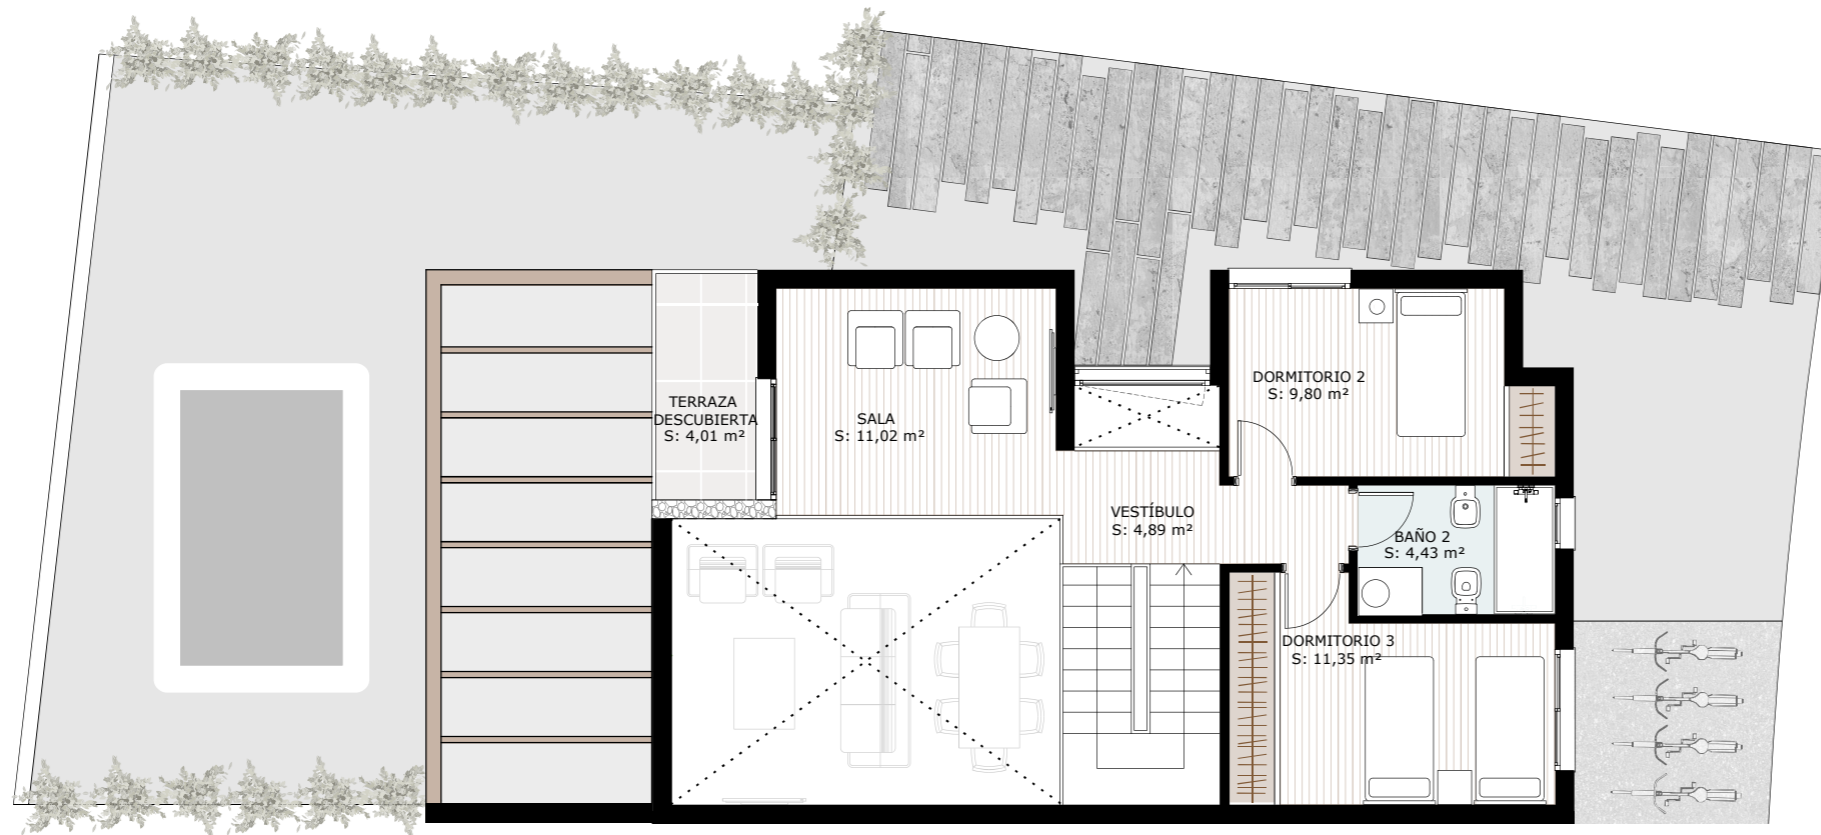 TERRAZA
DESCUBIERTA
S: 4,01 m²
SALA
S: 11,02 m²
DORMITORIO 2
S: 9,80 m²
VESTÍBULO
S: 4,89 m²
BAÑO 2
S: 4,43 m²
DORMITORIO 3
S: 11,35 m²